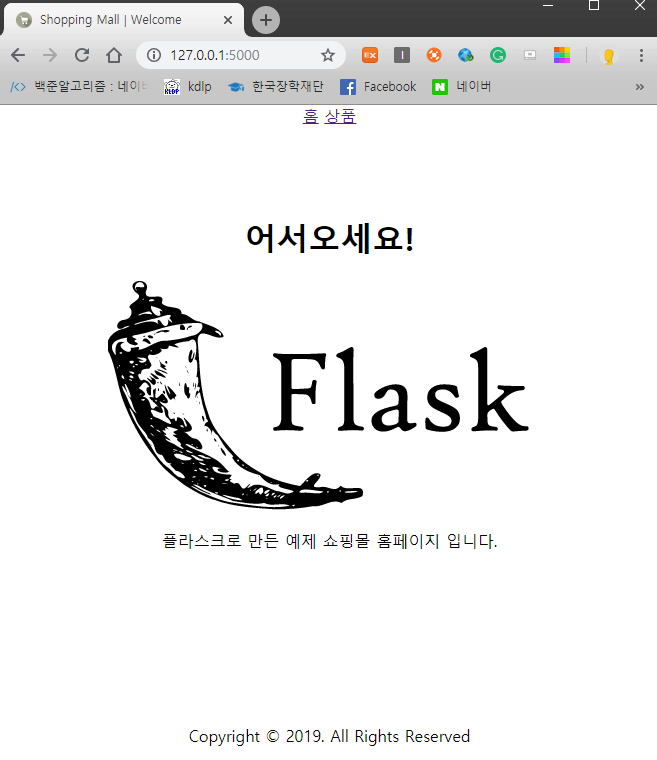 Shopping Mall | Welcome
127.0.0.1:5000
EX
I
G
</> 백준알고리즘 : 네이버 KLDP kdlp 한국장학재단 Facebook N 네이버 »
홈 상품
어서오세요!
Flask
플라스크로 만든 예제 쇼핑몰 홈페이지 입니다.
Copyright © 2019. All Rights Reserved